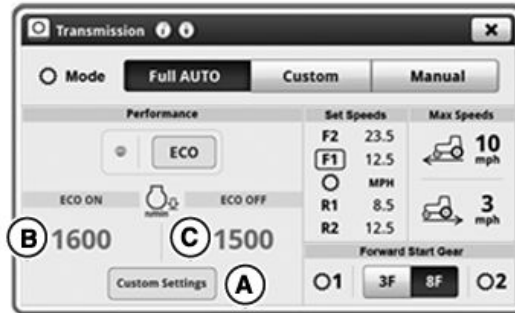 Transmission
Mode Full AUTO Custom Manual
Performance
ECO
ECO ON n/min ECO OFF
B 1600 C 1500
Custom Settings A
Set Speeds
F2 23.5
F1 12.5
MPH
R1 8.5
R2 12.5
Max Speeds
10 mph
3 mph
Forward Start Gear
1 3F 8F 2